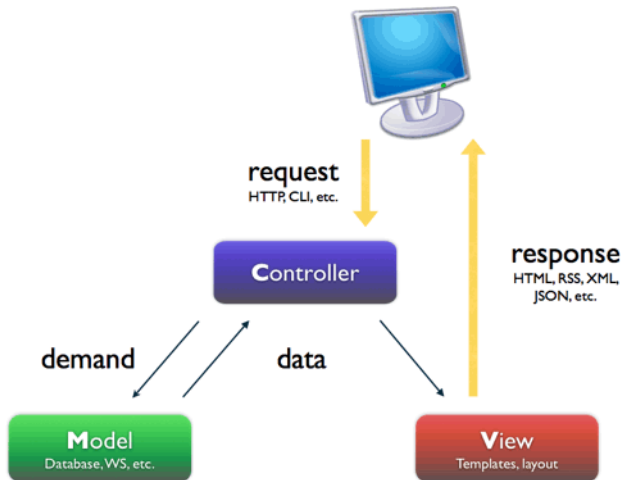 request
HTTP, CLI, etc.
Controller
response
HTML, RSS, XML,
JSON, etc.
demand
data
Model
Database, WS, etc.
View
Templates, layout